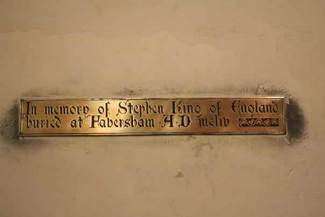 In memory of Stephen King of England
buried at Faversham A.D mcliv